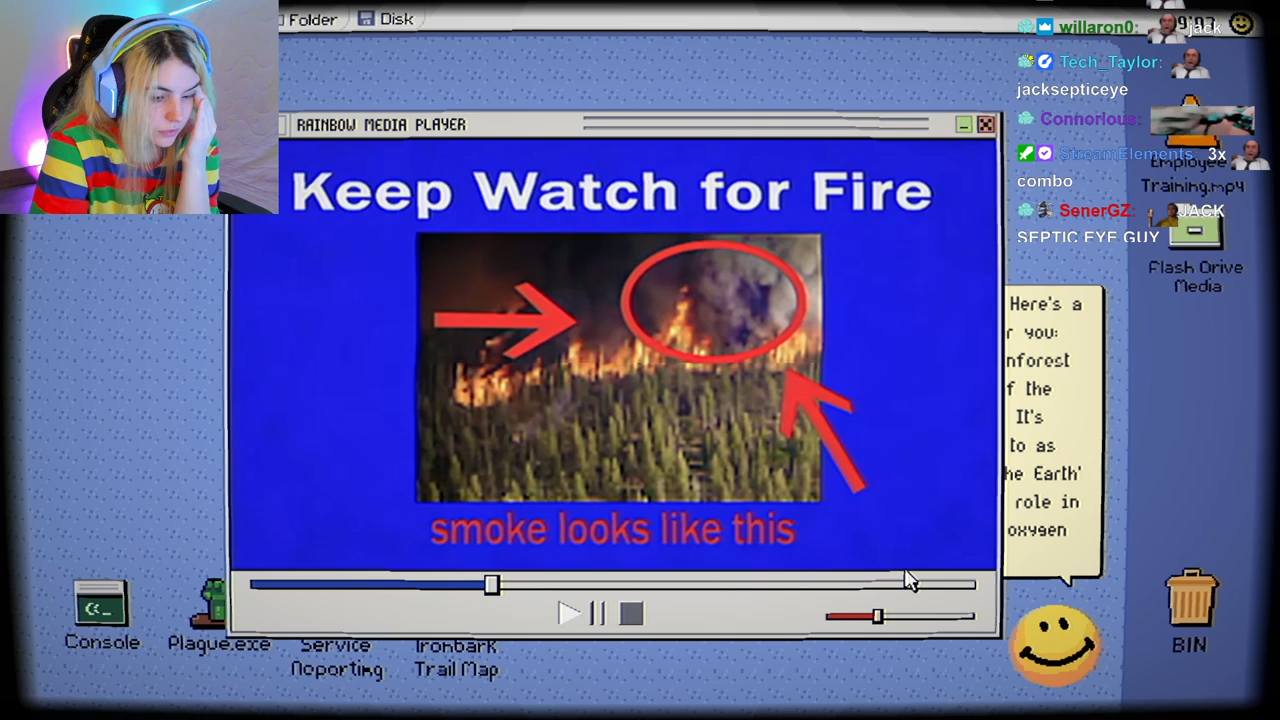 Folder
Disk
willaron0: jack
Tech_Taylor:
jacksepticeye
Connorious:
StreamElements: 3x
combo
SenerGZ: JACK
SEPTIC EYE GUY
RAINBOW MEDIA PLAYER
Keep Watch for Fire
smoke looks like this
Employee
Training.mp4
Flash Drive
Media
Here's a
you:
of the
It's
to as
Earth'
role in
oxygen
Console
Plague.exe
Service
Reporting
Ironbark
Trail Map
BIN